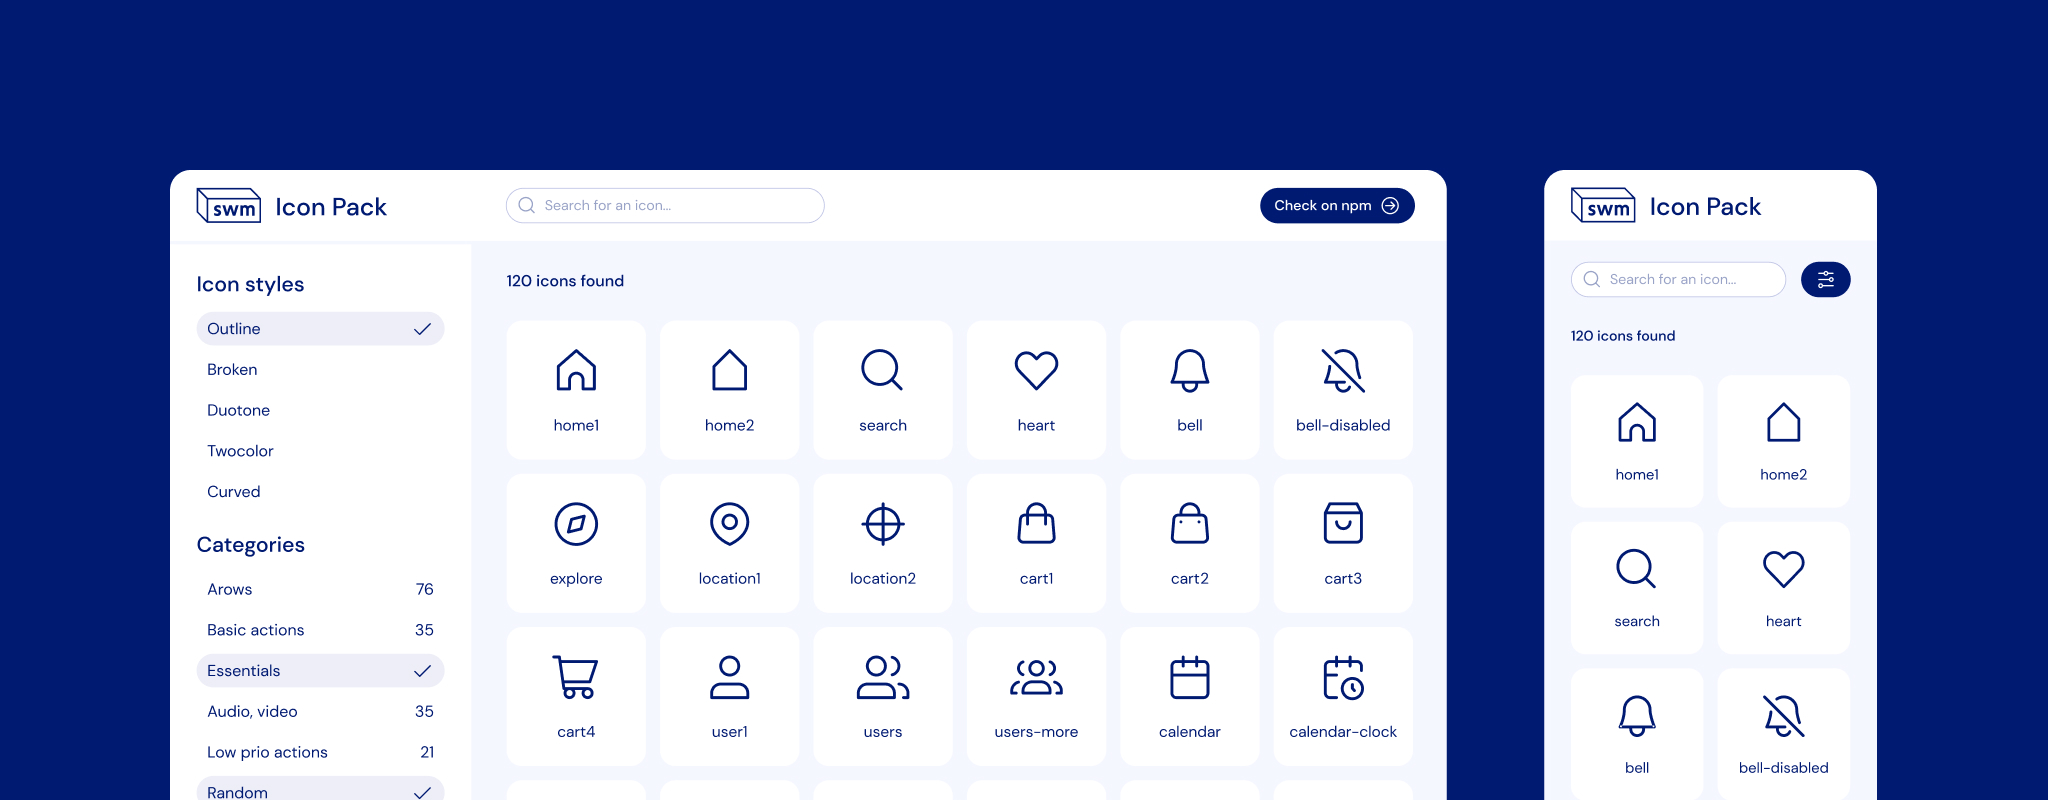 swm Icon Pack
Search for an icon...
Check on npm
Icon styles
Outline
Broken
Duotone
Twocolor
Curved
Categories
Arows 76
Basic actions 35
Essentials
Audio, video 35
Low prio actions 21
Random
120 icons found
home1 home2 search heart bell bell-disabled
explore location1 location2 cart1 cart2 cart3
cart4 user1 users users-more calendar calendar-clock
swm Icon Pack
Search for an icon...
120 icons found
home1 home2
search heart
bell bell-disabled